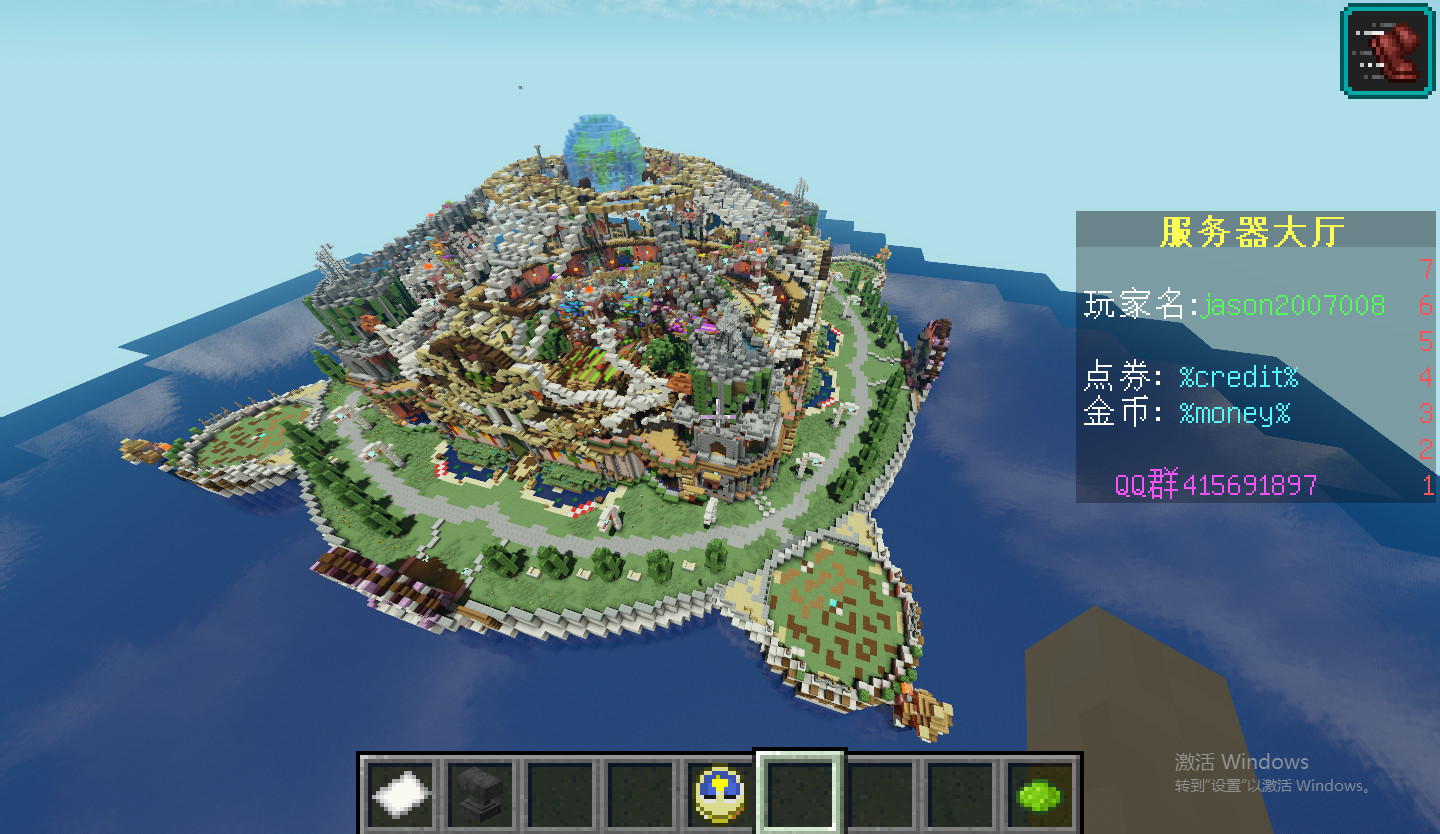 服务器大厅
7
玩家名:jason2007008 6
5
点券: %credit% 4
金币: %money% 3
2
QQ群415691897 1
激活 Windows
转到"设置"以激活 Windows。